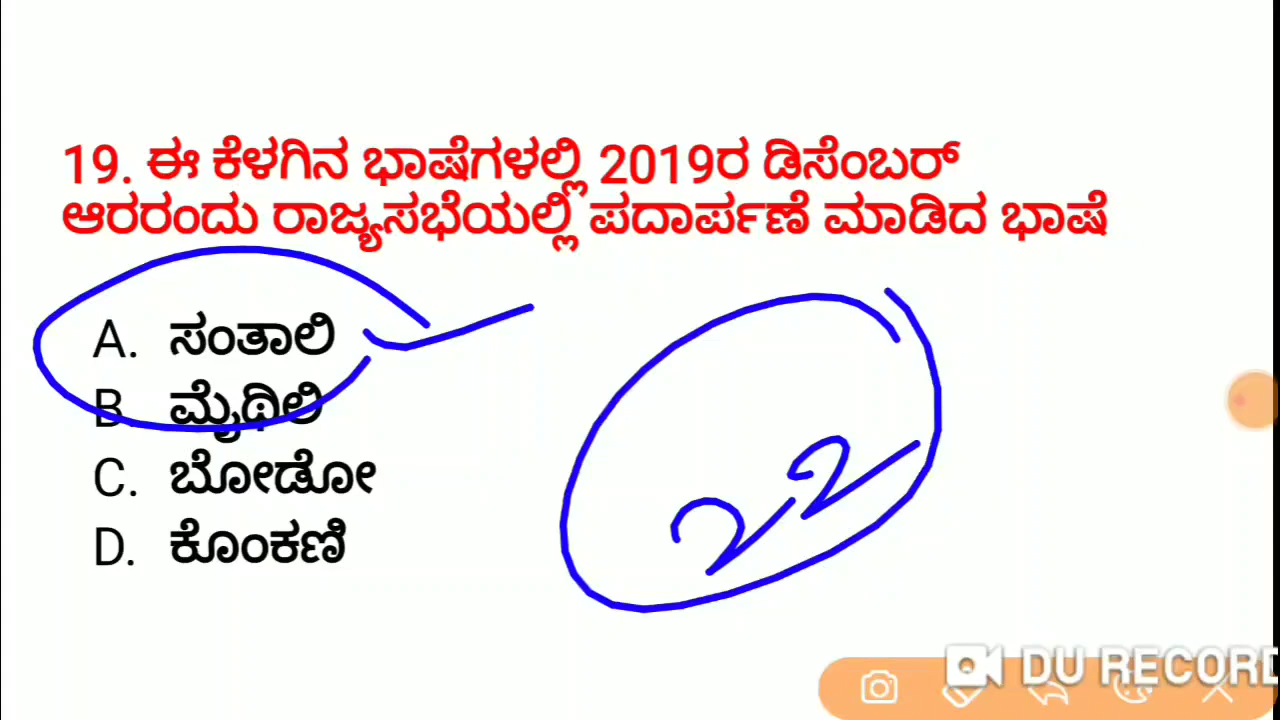 19. ಈ ಕೆಳಗಿನ ಭಾಷೆಗಳಲ್ಲಿ 2019ರ ಡಿಸೆಂಬರ್
ಆರರಂದು ರಾಜ್ಯಸಭೆಯಲ್ಲಿ ಪದಾರ್ಪಣೆ ಮಾಡಿದ ಭಾಷೆ
A. ಸಂತಾಲಿ
B. ಮೈಥಿಲಿ
C. ಬೋಡೋ
D. ಕೊಂಕಣಿ
22
DU RECORD